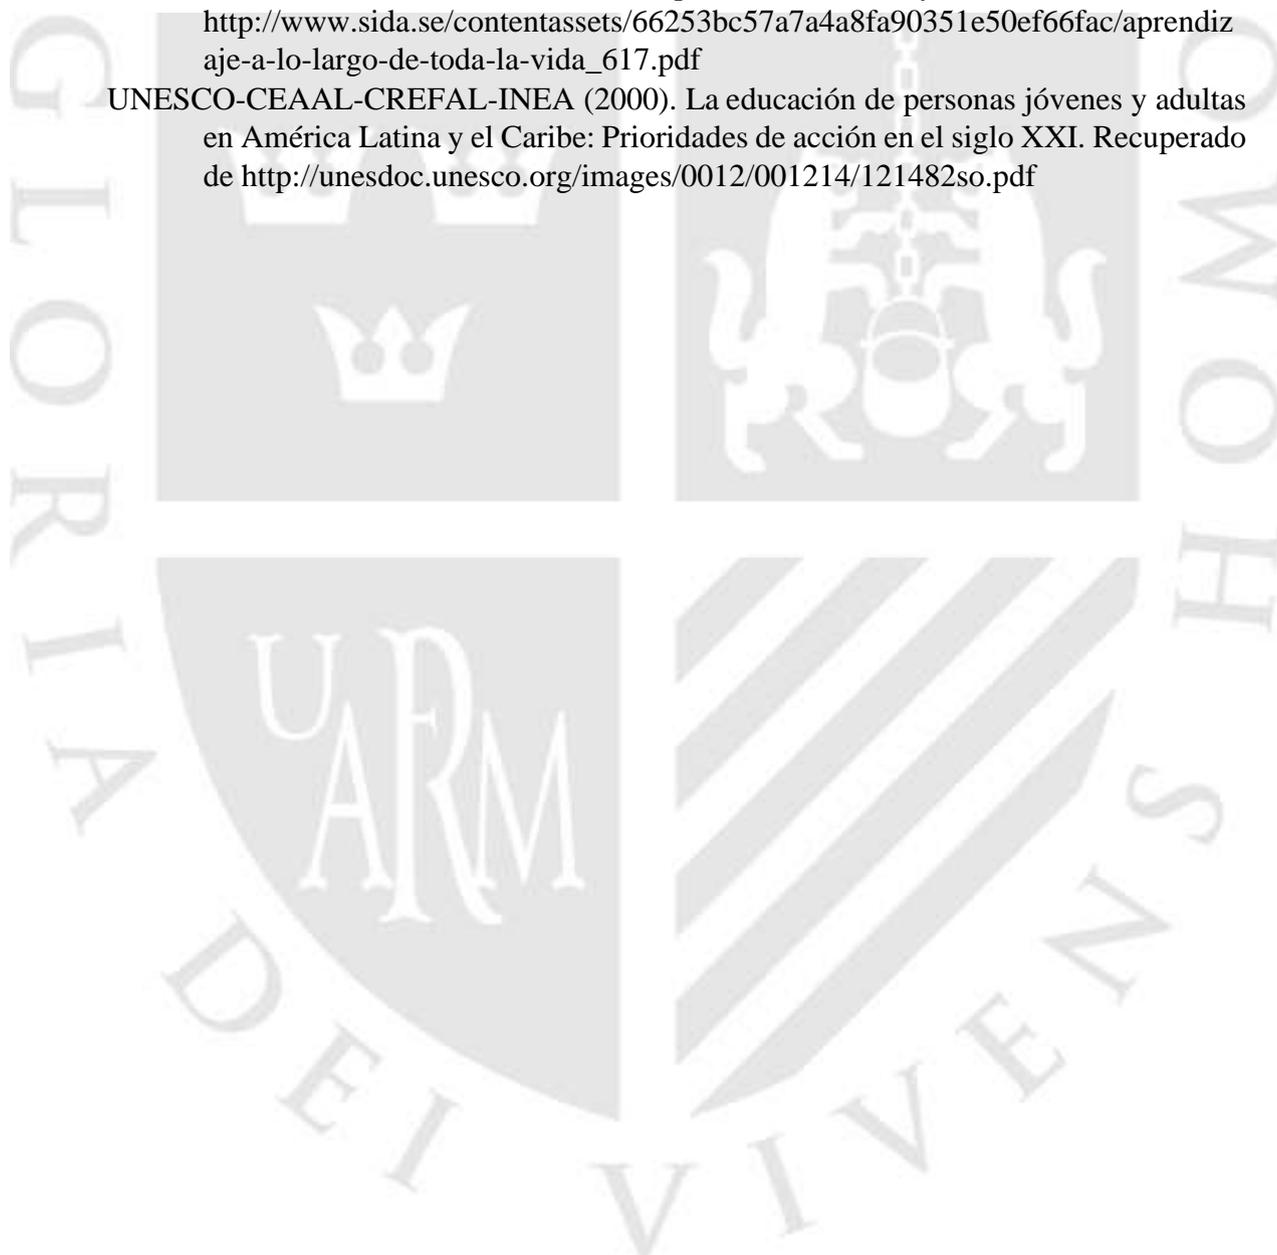 http://www.sida.se/contentassets/66253bc57a7a4a8fa90351e50ef66fac/aprendiz
aje-a-lo-largo-de-toda-la-vida_617.pdf
UNESCO-CEAAL-CREFAL-INEA (2000). La educación de personas jóvenes y adultas
en América Latina y el Caribe: Prioridades de acción en el siglo XXI. Recuperado
de http://unesdoc.unesco.org/images/0012/001214/121482so.pdf
GLORIA DEI VIVENS HOMO
UARM